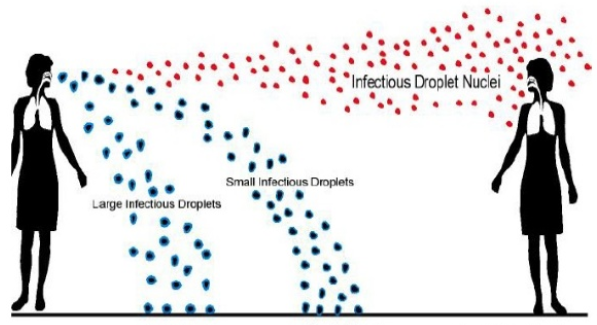 Infectious Droplet Nuclei
Small Infectious Droplets
Large Infectious Droplets